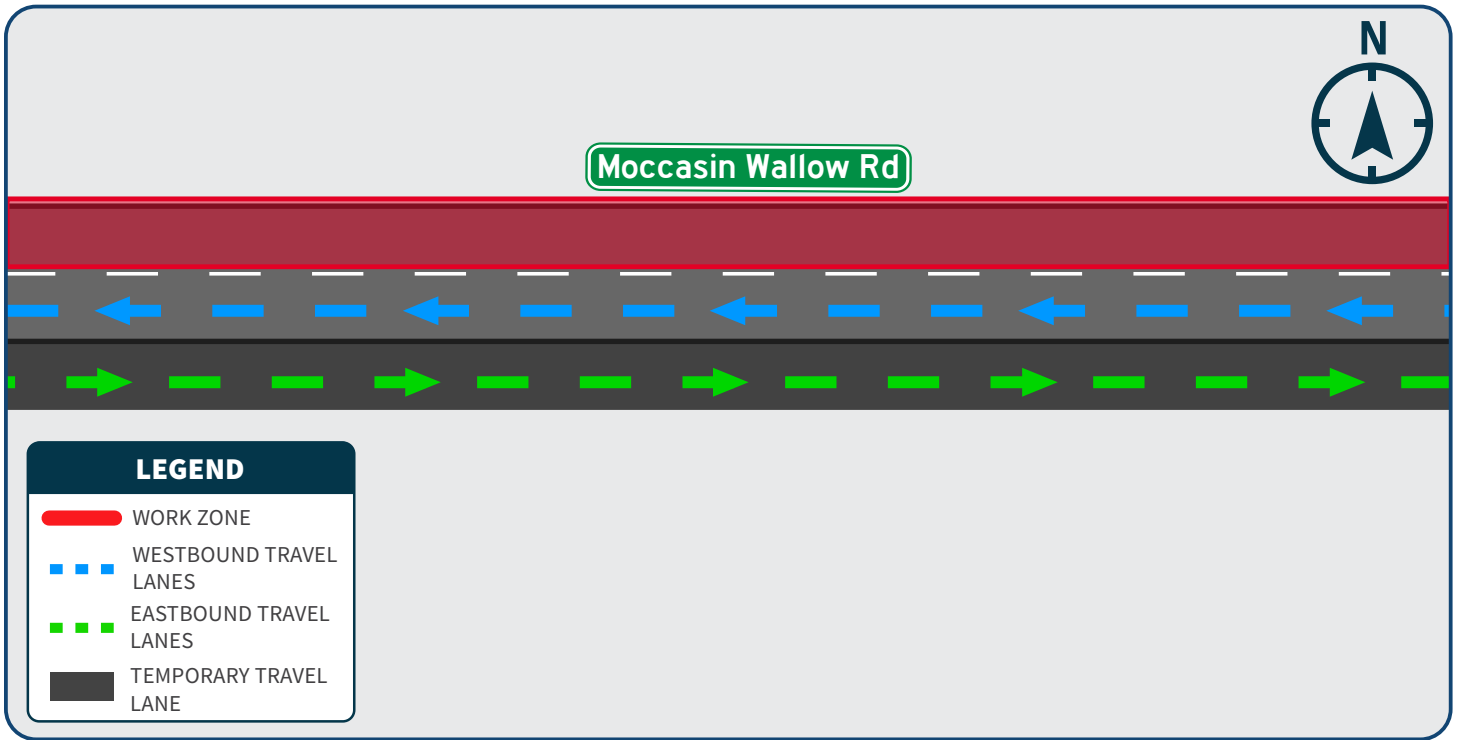 N
Moccasin Wallow Rd
LEGEND
WORK ZONE
WESTBOUND TRAVEL
LANES
EASTBOUND TRAVEL
LANES
TEMPORARY TRAVEL
LANE